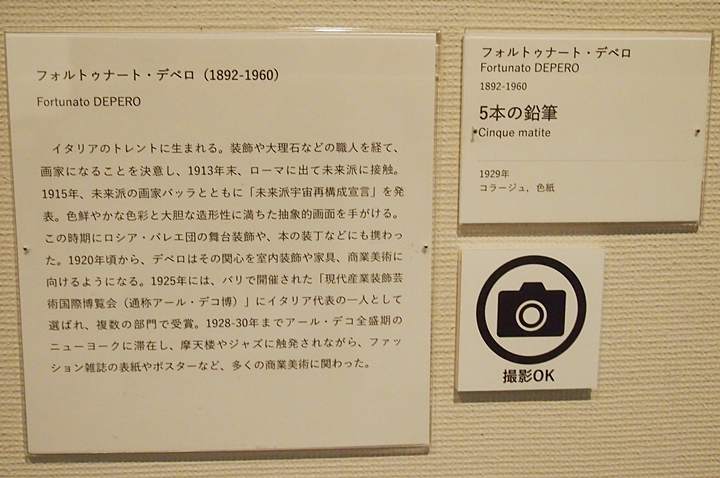 フォルトゥナート・デペロ（1892-1960）
Fortunato DEPERO
イタリアのトレントに生まれる。装飾や大理石などの職人を経て、
画家になることを決意し、1913年末、ローマに出て未来派に接触。
1915年、未来派の画家バッラとともに「未来派宇宙再構成宣言」を発
表。色鮮やかな色彩と大胆な造形性に満ちた抽象的画面を手がける。
この時期にロシア・バレエ団の舞台装飾や、本の装丁などにも携わっ
た。1920年頃から、デペロはその関心を室内装飾や家具、商業美術に
向けるようになる。1925年には、パリで開催された「現代産業装飾芸
術国際博覧会（通称アール・デコ博）」にイタリア代表の一人として
選ばれ、複数の部門で受賞。1928-30年までアール・デコ全盛期の
ニューヨークに滞在し、摩天楼やジャズに触発されながら、ファッ
ション雑誌の表紙やポスターなど、多くの商業美術に関わった。
フォルトゥナート・デペロ
Fortunato DEPERO
1892-1960
5本の鉛筆
Cinque matite
1929年
コラージュ，色紙
撮影OK